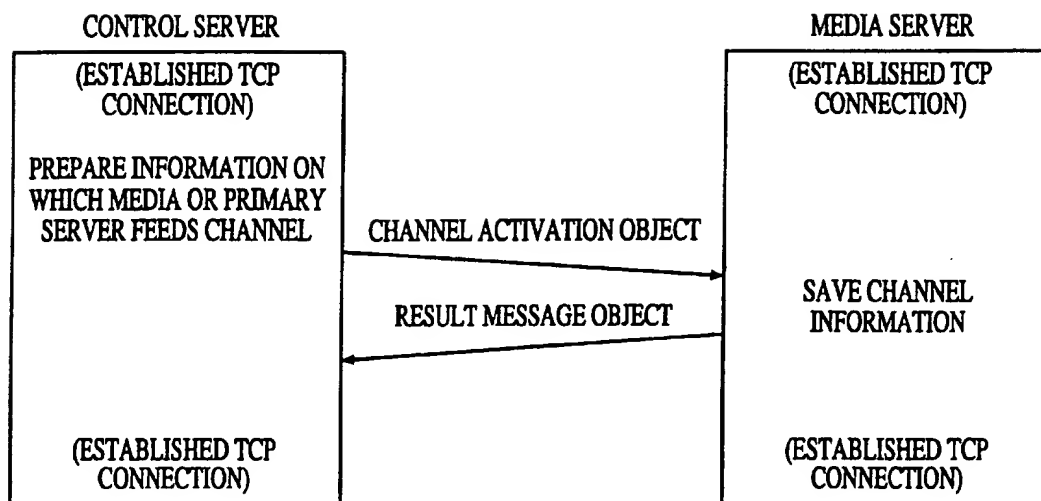 CONTROL SERVER
MEDIA SERVER
(ESTABLISHED TCP
CONNECTION)
(ESTABLISHED TCP
CONNECTION)
PREPARE INFORMATION ON
WHICH MEDIA OR PRIMARY
SERVER FEEDS CHANNEL
CHANNEL ACTIVATION OBJECT
SAVE CHANNEL
INFORMATION
RESULT MESSAGE OBJECT
(ESTABLISHED TCP
CONNECTION)
(ESTABLISHED TCP
CONNECTION)